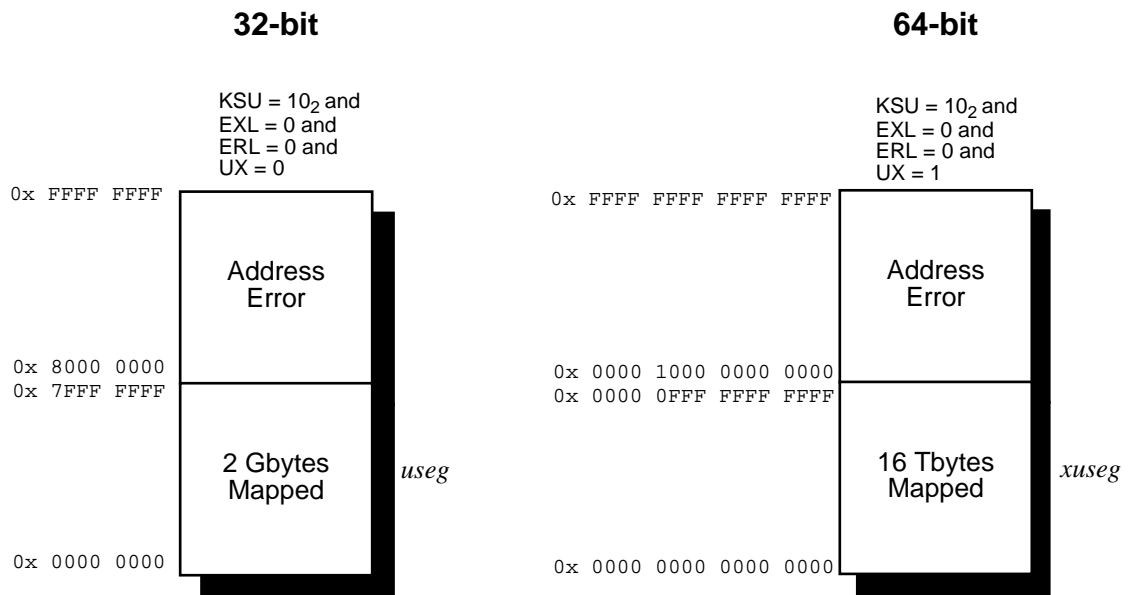 32-bit
KSU = 10₂ and
EXL = 0 and
ERL = 0 and
UX = 0
0x FFFF FFFF
Address
Error
0x 8000 0000
0x 7FFF FFFF
2 Gbytes
Mapped
useg
0x 0000 0000
64-bit
KSU = 10₂ and
EXL = 0 and
ERL = 0 and
UX = 1
0x FFFF FFFF FFFF FFFF
Address
Error
0x 0000 1000 0000 0000
0x 0000 0FFF FFFF FFFF
16 Tbytes
Mapped
xuseg
0x 0000 0000 0000 0000